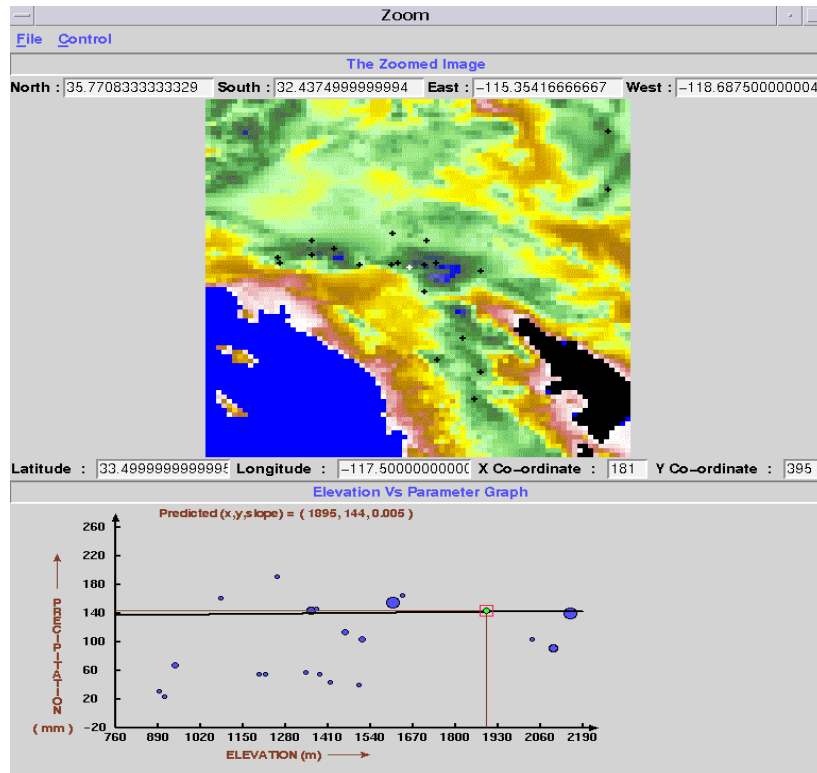 Zoom
File Control
The Zoomed Image
North : 35.7708333333329 South : 32.4374999999994 East : −115.35416666667 West : −118.687500000004
Latitude : 33.49999999999995 Longitude : −117.5000000000000 X Co−ordinate : 181 Y Co−ordinate : 395
Elevation Vs Parameter Graph
Predicted (x,y,slope) = ( 1895, 144, 0.005 )
260
220
180
140
100
60
20
−20
PRECIPITATION
( mm )
760 890 1020 1150 1280 1410 1540 1670 1800 1930 2060 2190
ELEVATION (m)